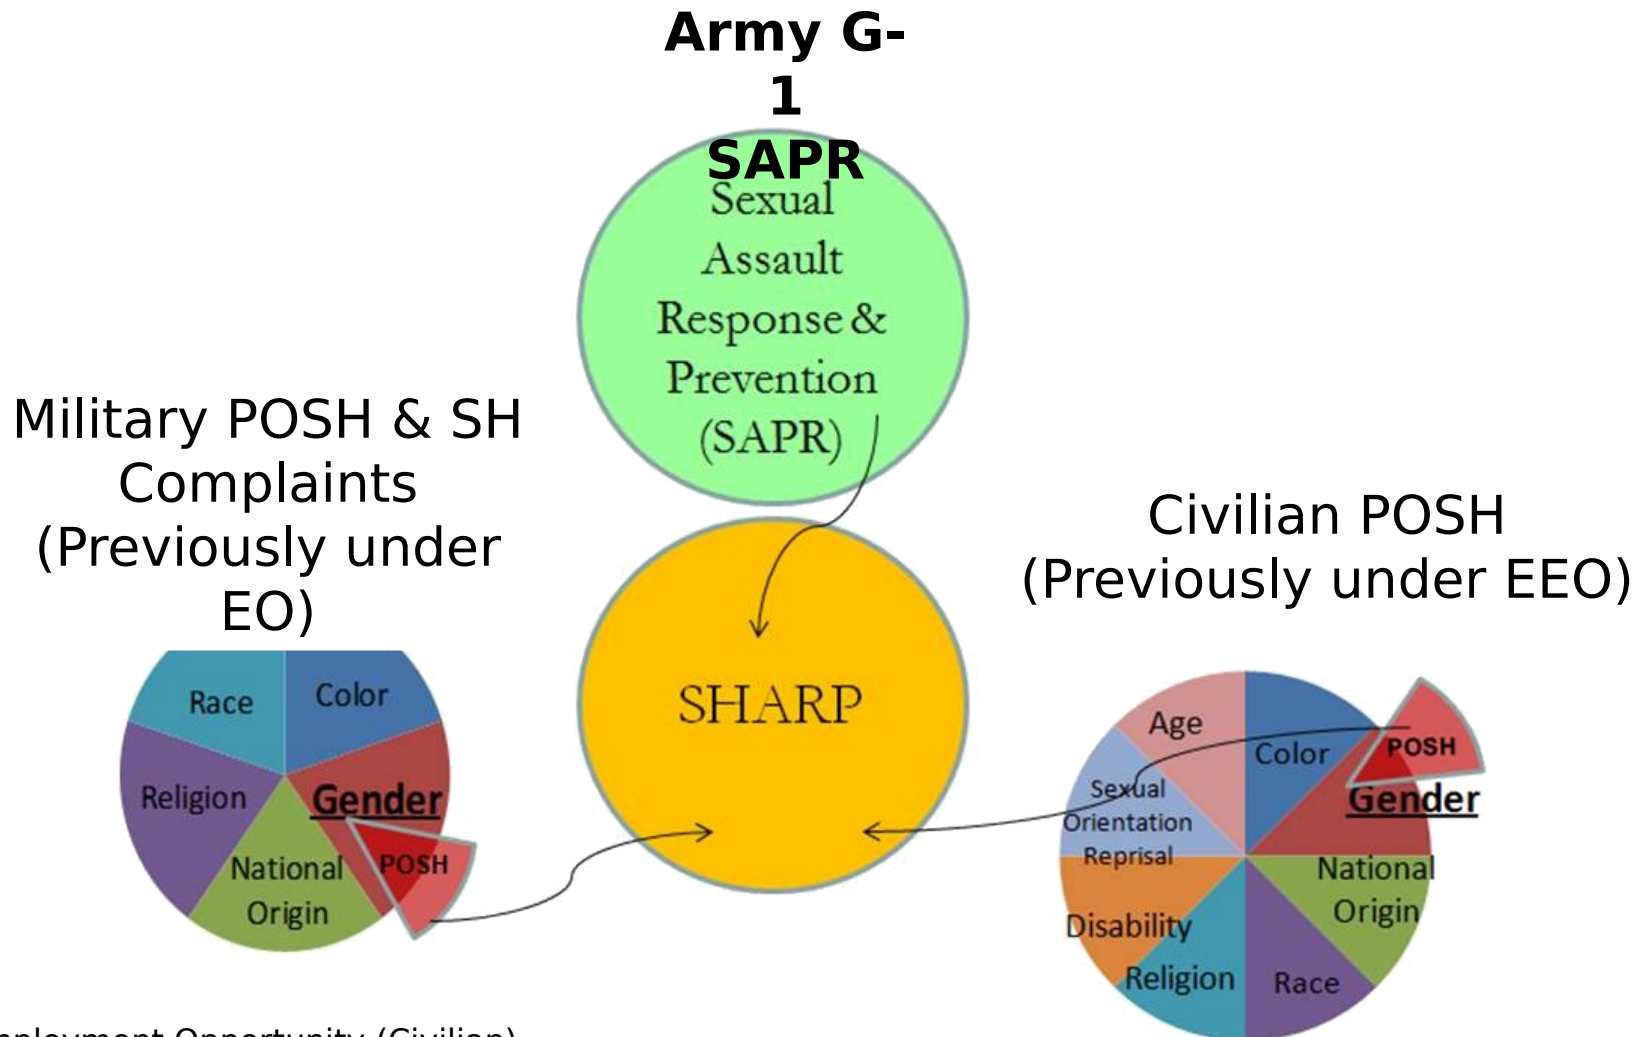 Army G-
1
SAPR
Sexual
Assault
Response &
Prevention
(SAPR)
Military POSH & SH
Complaints
(Previously under
EO)
Civilian POSH
(Previously under EEO)
SHARP
Race
Color
Religion
Gender
POSH
National
Origin
Age
Color
POSH
Sexual
Orientation
Gender
Reprisal
National
Origin
Disability
Religion
Race
Opportunity (Civilian)